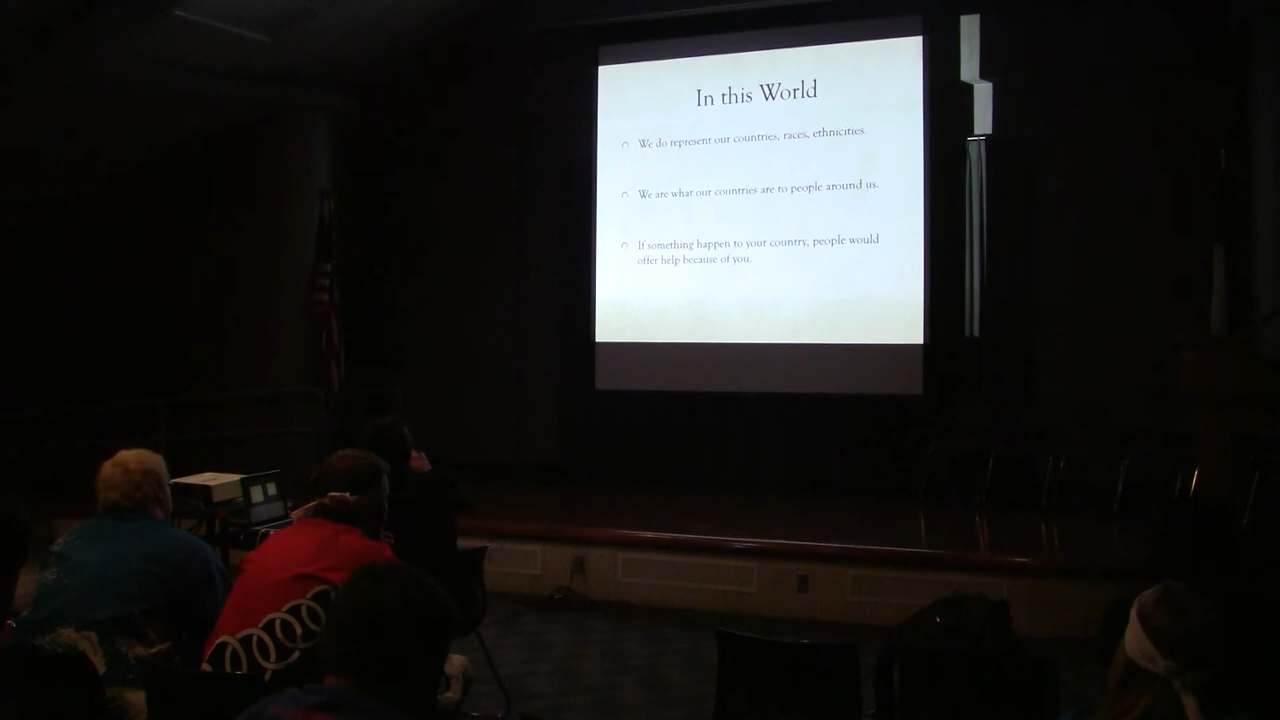 In this World
We do represent our countries, races, ethnicities.
We are what our countries are to people around us.
If something happen to your country, people would
offer help because of you.